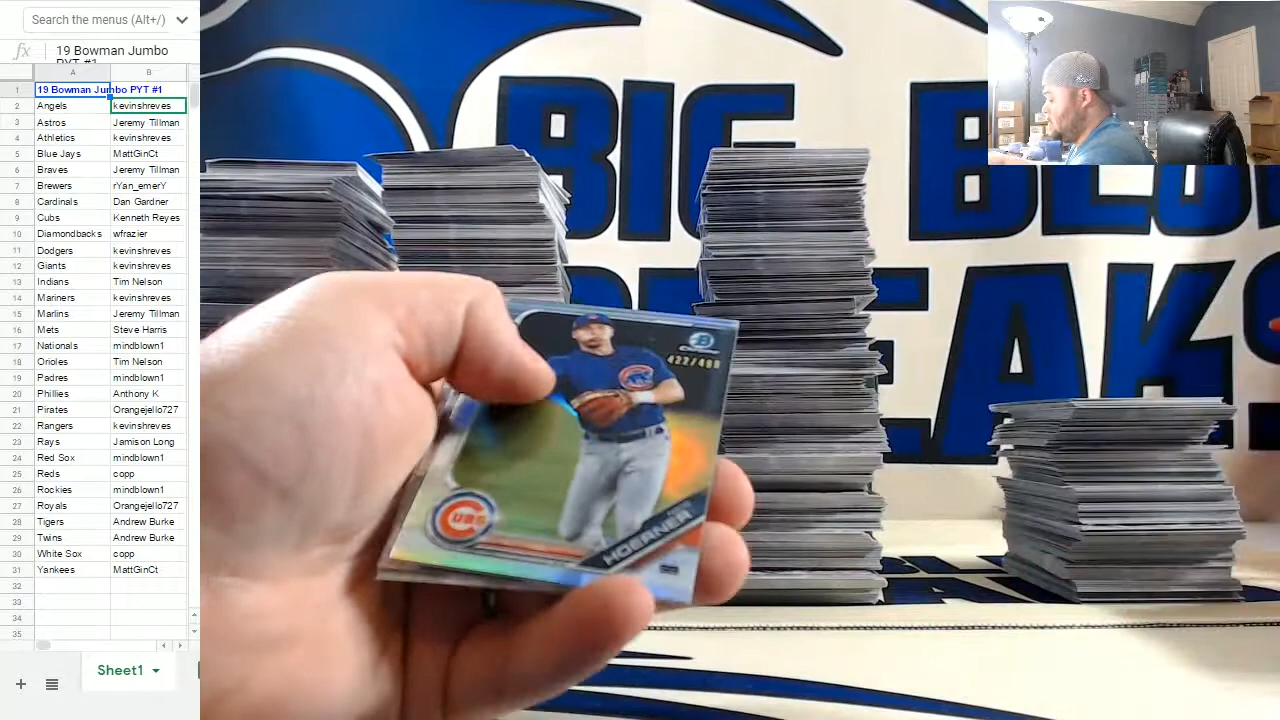 Search the menus (Alt+/)
fx 19 Bowman Jumbo
PYT #1
A B
1 19 Bowman Jumbo PYT #1
2 Angels kevinshreves
3 Astros Jeremy Tillman
4 Athletics kevinshreves
5 Blue Jays MattGinCt
6 Braves Jeremy Tillman
7 Brewers rYan_emerY
8 Cardinals Dan Gardner
9 Cubs Kenneth Reyes
10 Diamondbacks wfrazier
11 Dodgers kevinshreves
12 Giants kevinshreves
13 Indians Tim Nelson
14 Mariners kevinshreves
15 Marlins Jeremy Tillman
16 Mets Steve Harris
17 Nationals mindblown1
18 Orioles Tim Nelson
19 Padres mindblown1
20 Phillies Anthony K
21 Pirates Orangejello727
22 Rangers kevinshreves
23 Rays Jamison Long
24 Red Sox mindblown1
25 Reds copp
26 Rockies mindblown1
27 Royals Orangejello727
28 Tigers Andrew Burke
29 Twins Andrew Burke
30 White Sox copp
31 Yankees MattGinCt
32
33
34
35
Sheet1
BIG BLUE
BREAKS
B
CUBS
CUBS
HOERNER